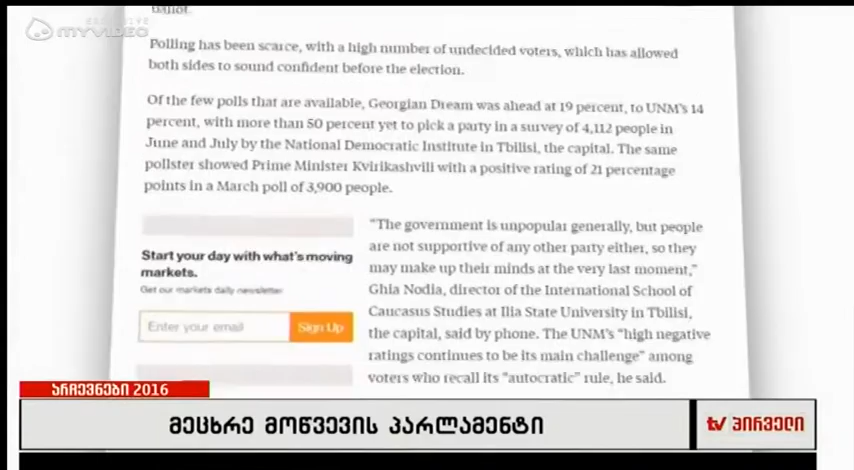 MYVIDEO
ballot.
Polling has been scarce, with a high number of undecided voters, which has allowed
both sides to sound confident before the election.
Of the few polls that are available, Georgian Dream was ahead at 19 percent, to UNM's 14
percent, with more than 50 percent yet to pick a party in a survey of 4,112 people in
June and July by the National Democratic Institute in Tbilisi, the capital. The same
pollster showed Prime Minister Kvirikashvili with a positive rating of 21 percentage
points in a March poll of 3,900 people.
Start your day with what's moving
markets.
Get our markets daily newsletter
Enter your email
Sign Up
"The government is unpopular generally, but people
are not supportive of any other party either, so they
may make up their minds at the very last moment,"
Ghia Nodia, director of the International School of
Caucasus Studies at Ilia State University in Tbilisi,
the capital, said by phone. The UNM's "high negative
ratings continues to be its main challenge" among
voters who recall its "autocratic" rule, he said.
არჩევნები 2016
მეცხრე მოწვევის პარლამენტი
tv პირველი